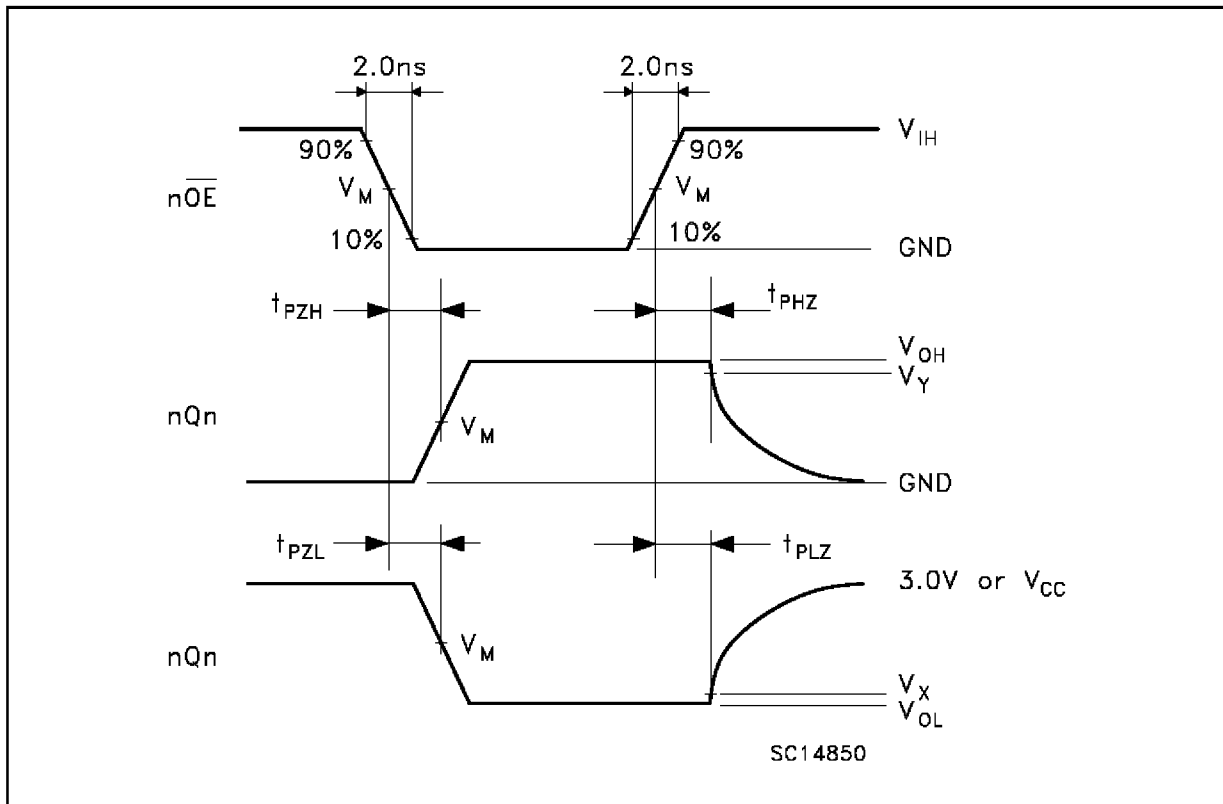 2.0ns 2.0ns
V_IH
90% 90%
nO̅E̅ V_M V_M
10% 10%
GND
t_PZH t_PHZ
V_OH
V_Y
nQn V_M
GND
t_PZL t_PLZ
3.0V or V_CC
nQn V_M
V_X
V_OL
SC14850